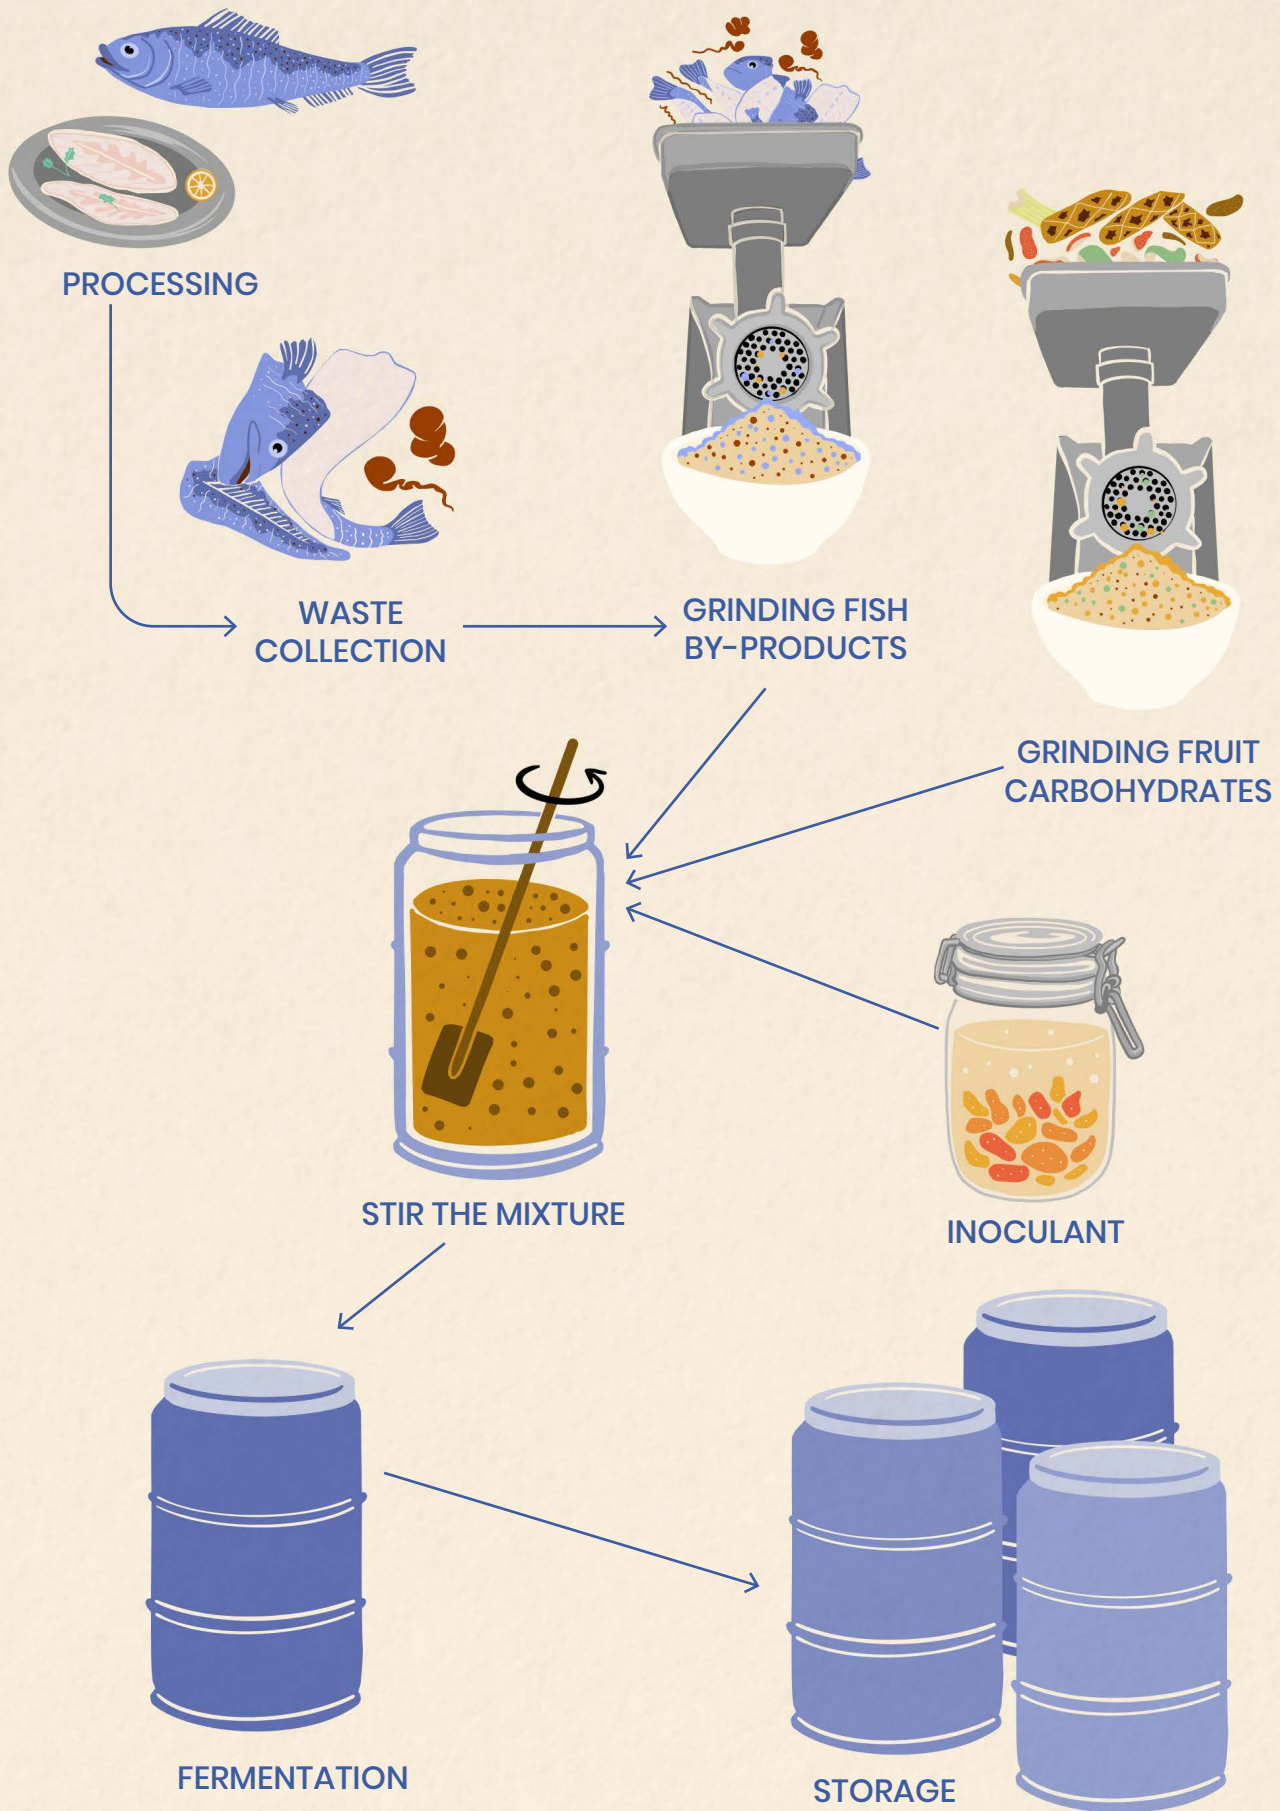 PROCESSING
WASTE
COLLECTION
GRINDING FISH
BY-PRODUCTS
GRINDING FRUIT
CARBOHYDRATES
STIR THE MIXTURE
INOCULANT
FERMENTATION
STORAGE